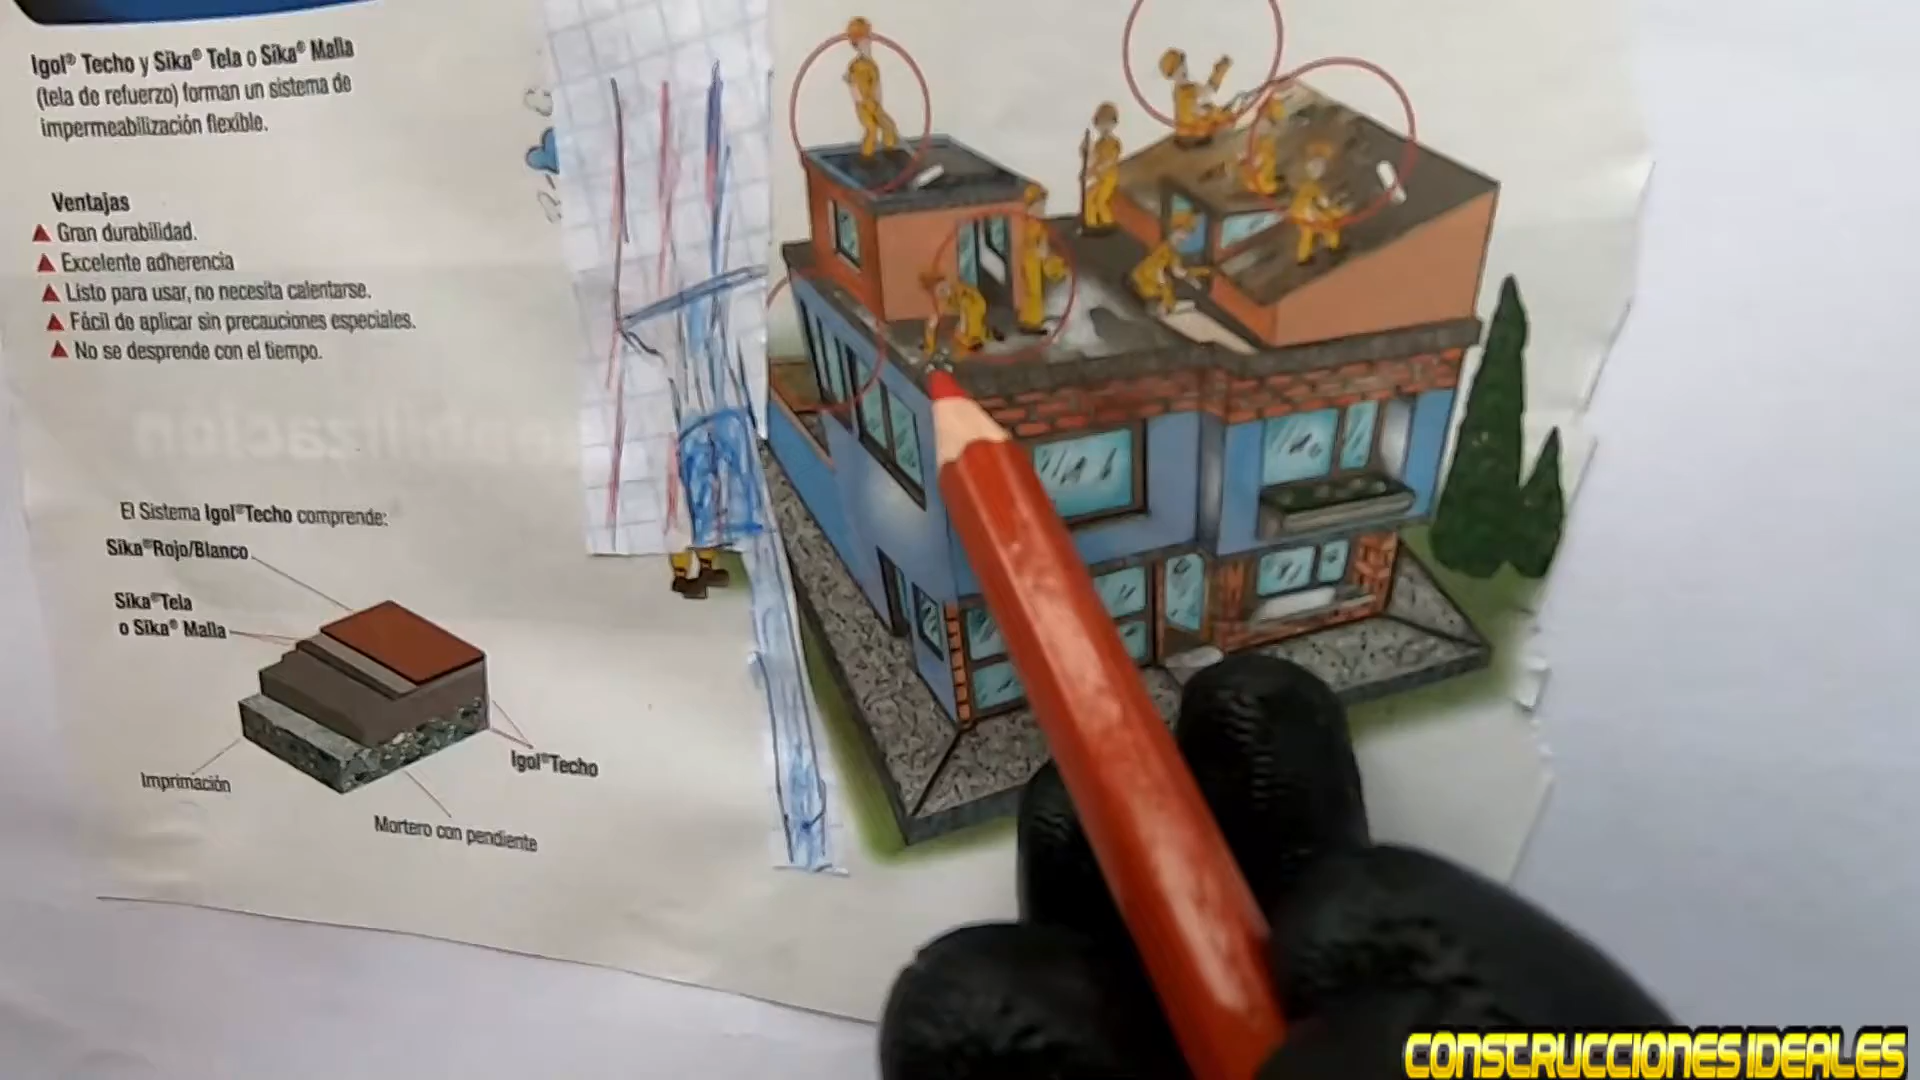 Igol® Techo y Sika® Tela o Sika® Malla
(tela de refuerzo) forman un sistema de
impermeabilización flexible.
Ventajas
Gran durabilidad.
Excelente adherencia
Listo para usar, no necesita calentarse.
Fácil de aplicar sin precauciones especiales.
No se desprende con el tiempo.
El Sistema Igol®Techo comprende:
Sika®Rojo/Blanco
Sika®Tela
o Sika® Malla
Igol®Techo
Imprimación
Mortero con pendiente
CONSTRUCCIONES IDEALES